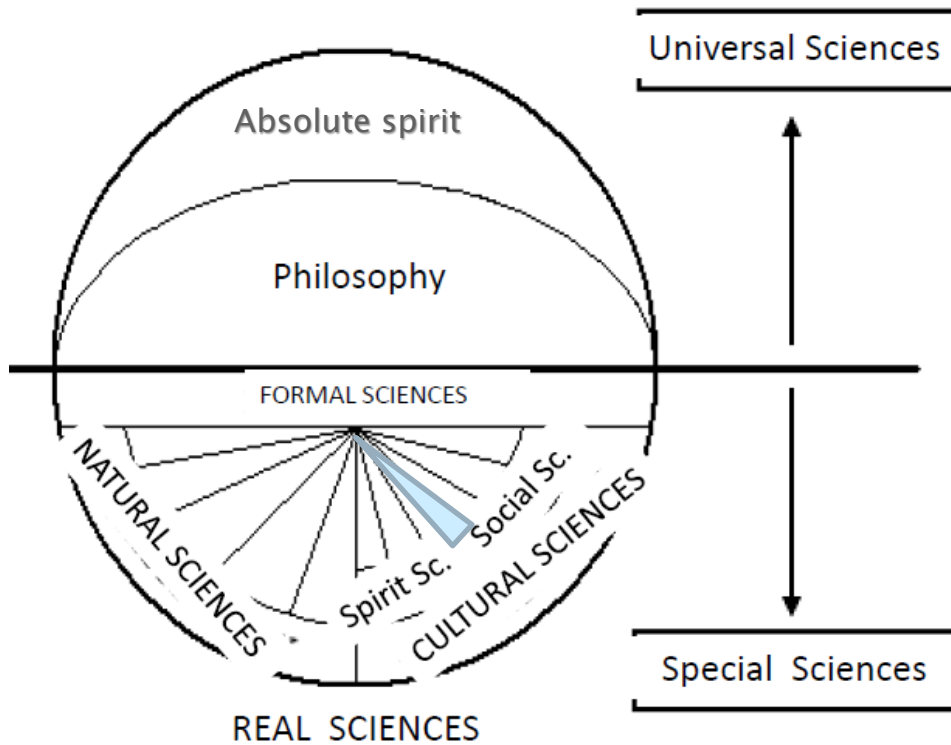 Universal Sciences
Absolute spirit
Philosophy
FORMAL SCIENCES
NATURAL SCIENCES
Social Sc.
Spirit Sc.
CULTURAL SCIENCES
Special Sciences
REAL SCIENCES